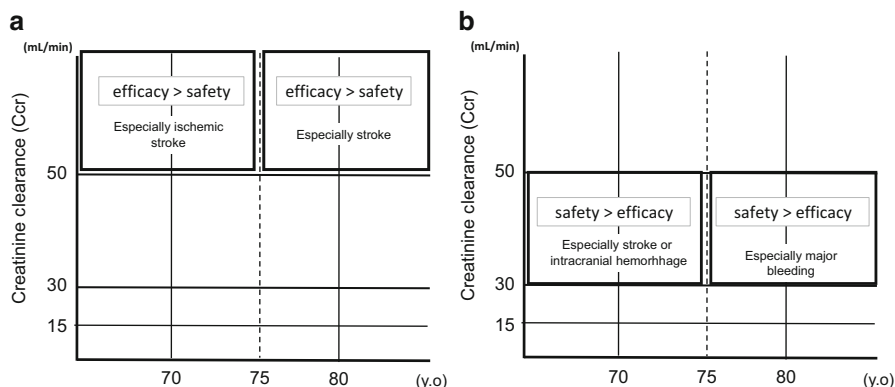 a
(mL/min)
Creatinine clearance (Ccr)
efficacy > safety
Especially ischemic
stroke
efficacy > safety
Especially stroke
50
30
15
70
75
80
(y.o)
b
(mL/min)
Creatinine clearance (Ccr)
50
safety > efficacy
Especially stroke or
intracranial hemorhhage
safety > efficacy
Especially major
bleeding
30
15
70
75
80
(y.o)